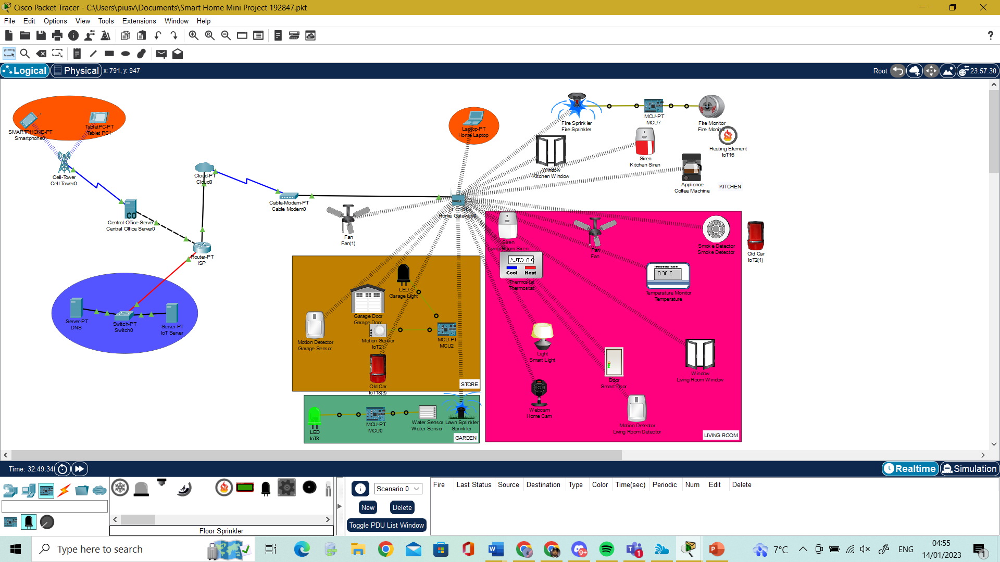 Cisco Packet Tracer - C:\Users\piusv\Documents\Smart Home Mini Project 192847.pkt
File Edit Options View Tools Extensions Window Help
?
Logical Physical x: 791, y: 947
Root 23:57:30
SMARTPHONE-PT
Smartphone0
TabletPC-PT
Tablet PC1
Cell-Tower
Cell Tower0
CO
Central-Office-Server
Central Office Server0
Cloud-PT
Cloud0
Router-PT
ISP
Cable-Modem-PT
Cable Modem0
Server-PT
DNS
Switch-PT
Switch0
Server-PT
IoT Server
Laptop-PT
Home Laptop
DLC100
Home Gateway0
Fan
Fan(1)
Fire Sprinkler
Fire Sprinkler
MCU-PT
MCU7
Fire Monitor
Fire Monitor
Heating Element
IoT16
Window
Kitchen Window
Siren
Kitchen Siren
Appliance
Coffee Machine
KITCHEN
LED
Garage Light
Garage Door
Garage Door
Motion Detector
Garage Sensor
Motion Sensor
IoT21
MCU-PT
MCU2
Old Car
IoT18(3)
STORE
LED
IoT8
MCU-PT
MCU0
Water Sensor
Water Sensor
Lawn Sprinkler
Sprinkler
GARDEN
Siren
Living Room Siren
Fan
Fan
Smoke Detector
Smoke Detector
Old Car
IoT2(1)
AUTO 0 C
Cool Heat
Thermostat
Thermostat
TEMPERATURE
0.00 C
Temperature Monitor
Temperature
Light
Smart Light
Door
Smart Door
Window
Living Room Window
Webcam
Home Cam
Motion Detector
Living Room Detector
LIVING ROOM
Time: 32:49:34
Realtime Simulation
Scenario 0
New Delete
Toggle PDU List Window
Fire Last Status Source Destination Type Color Time(sec) Periodic Num Edit Delete
Floor Sprinkler
Type here to search
9+
1
7°C
ENG
04:55
14/01/2023
1